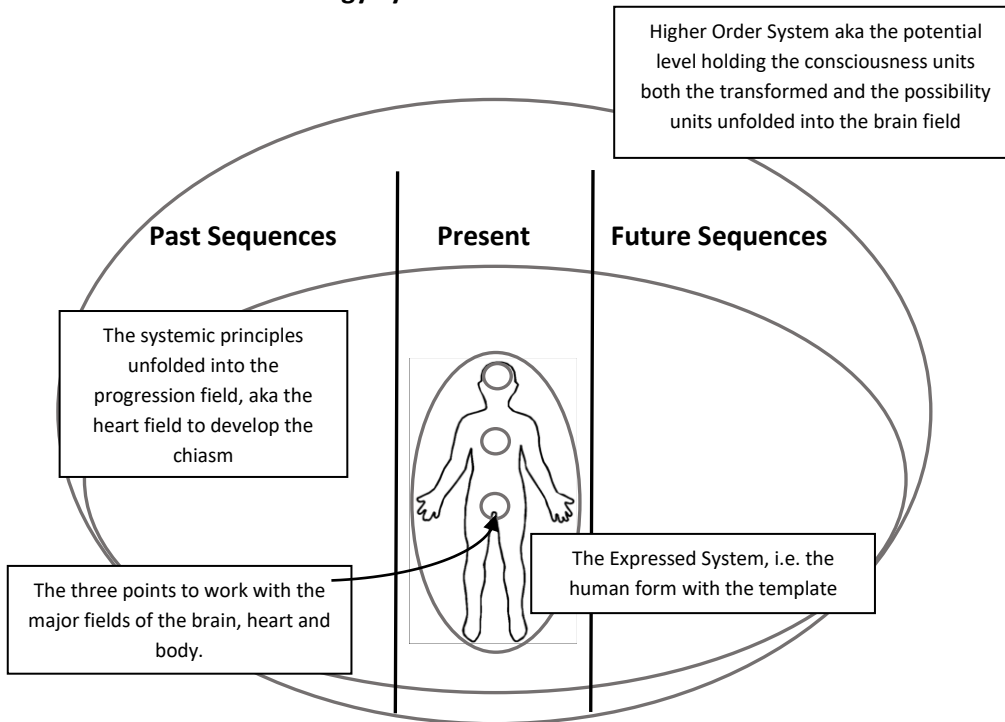 Higher Order System aka the potential
level holding the consciousness units
both the transformed and the possibility
units unfolded into the brain field
Past Sequences
Present
Future Sequences
The systemic principles
unfolded into the
progression field, aka the
heart field to develop the
chiasm
The Expressed System, i.e. the
human form with the template
The three points to work with the
major fields of the brain, heart and
body.